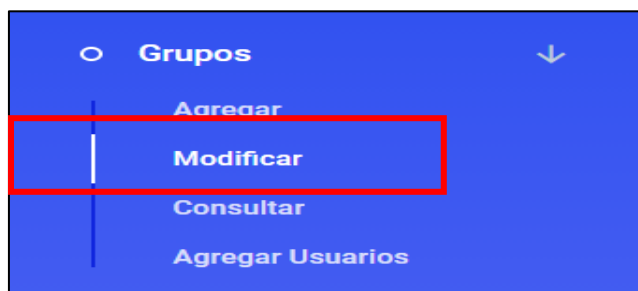 Grupos
Agregar
Modificar
Consultar
Agregar Usuarios